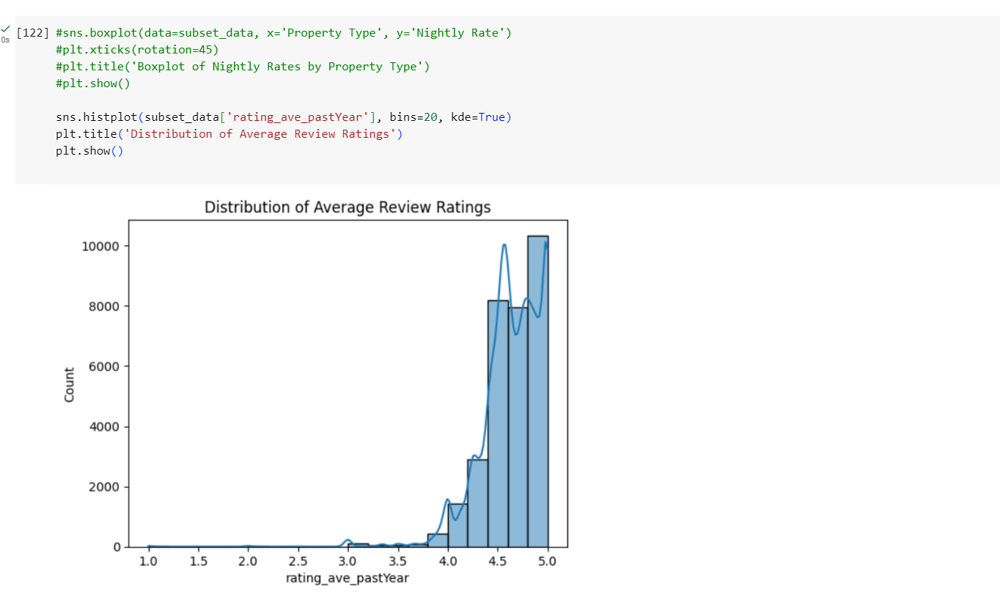 [122] #sns.boxplot(data=subset_data, x='Property Type', y='Nightly Rate')
0s
#plt.xticks(rotation=45)
#plt.title('Boxplot of Nightly Rates by Property Type')
#plt.show()
sns.histplot(subset_data['rating_ave_pastYear'], bins=20, kde=True)
plt.title('Distribution of Average Review Ratings')
plt.show()
Distribution of Average Review Ratings
10000
8000
6000
4000
2000
0
Count
1.0 1.5 2.0 2.5 3.0 3.5 4.0 4.5 5.0
rating_ave_pastYear